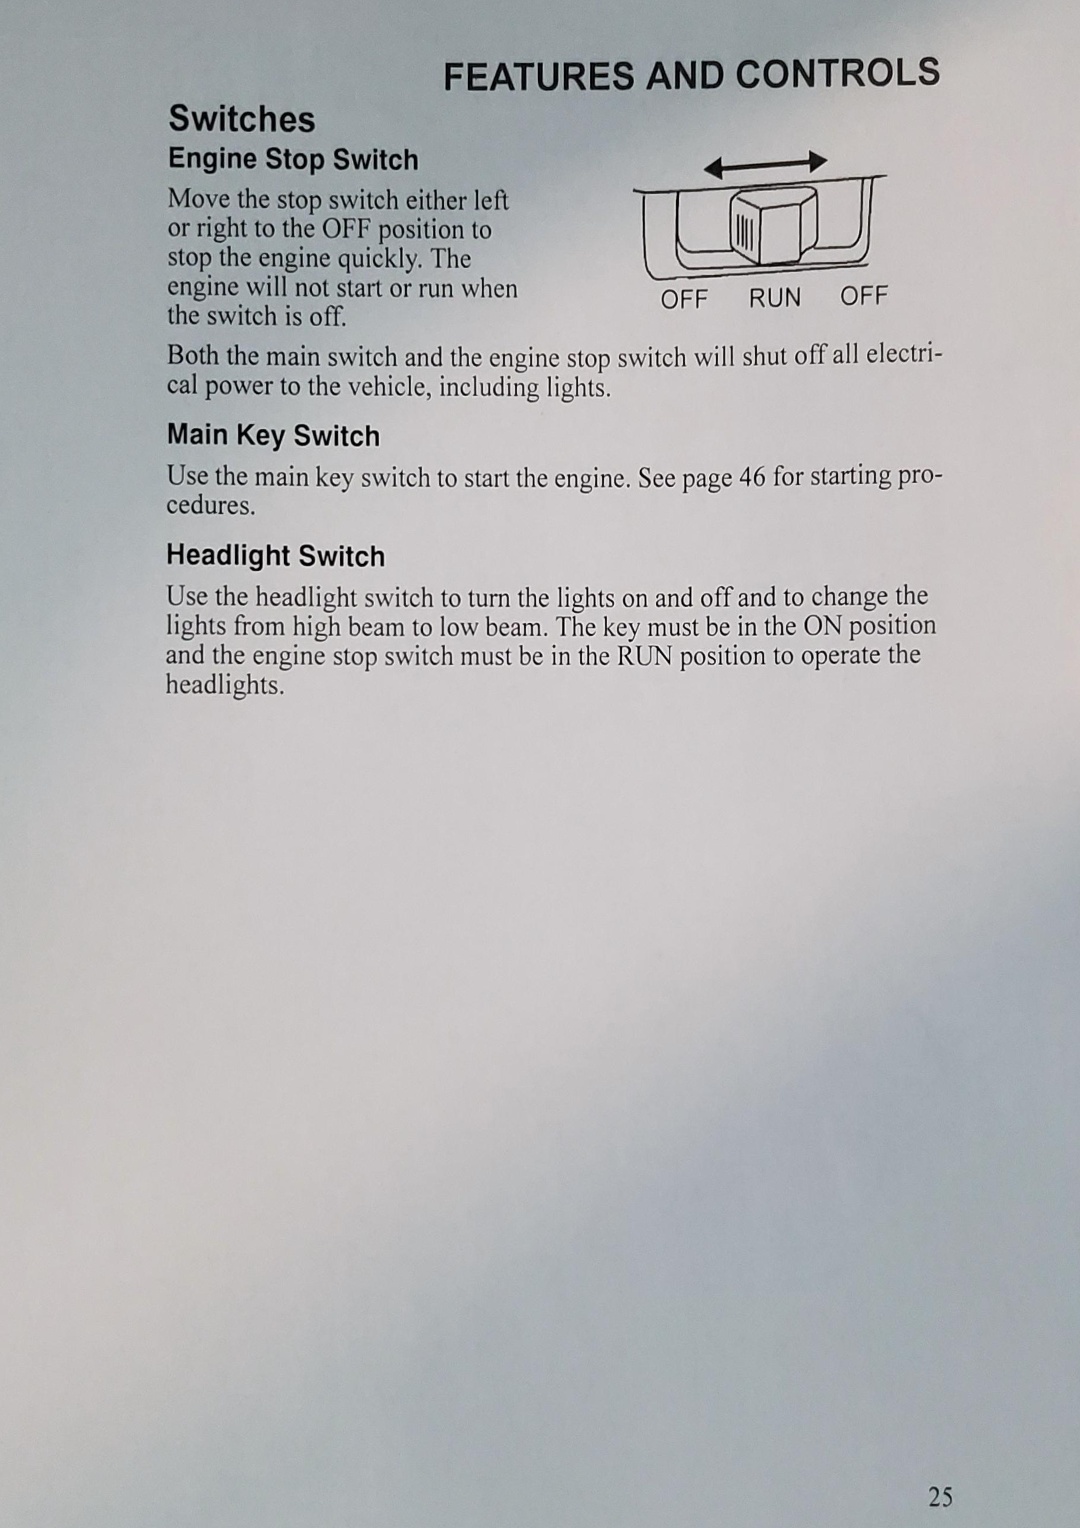 FEATURES AND CONTROLS
Switches
Engine Stop Switch
Move the stop switch either left
or right to the OFF position to
stop the engine quickly. The
engine will not start or run when
the switch is off.
OFF RUN OFF
Both the main switch and the engine stop switch will shut off all electri-
cal power to the vehicle, including lights.
Main Key Switch
Use the main key switch to start the engine. See page 46 for starting pro-
cedures.
Headlight Switch
Use the headlight switch to turn the lights on and off and to change the
lights from high beam to low beam. The key must be in the ON position
and the engine stop switch must be in the RUN position to operate the
headlights.
25